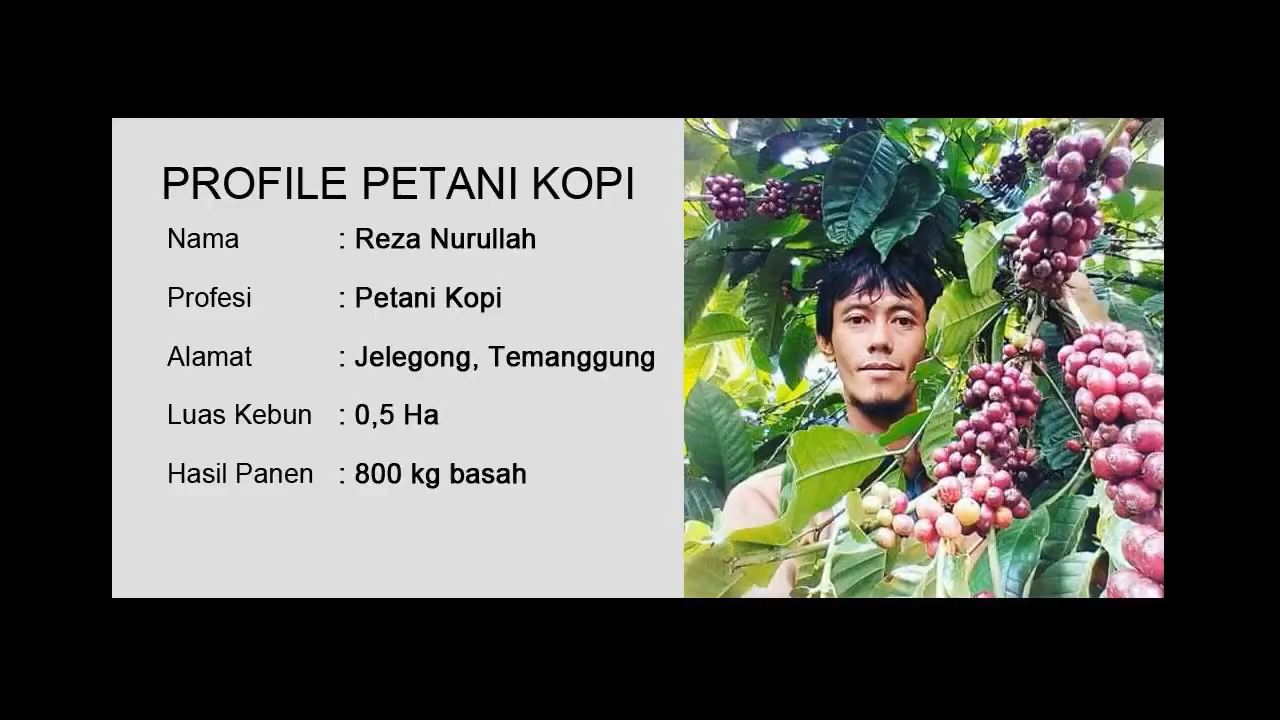 PROFILE PETANI KOPI
Nama : Reza Nurullah
Profesi : Petani Kopi
Alamat : Jelegong, Temanggung
Luas Kebun : 0,5 Ha
Hasil Panen : 800 kg basah